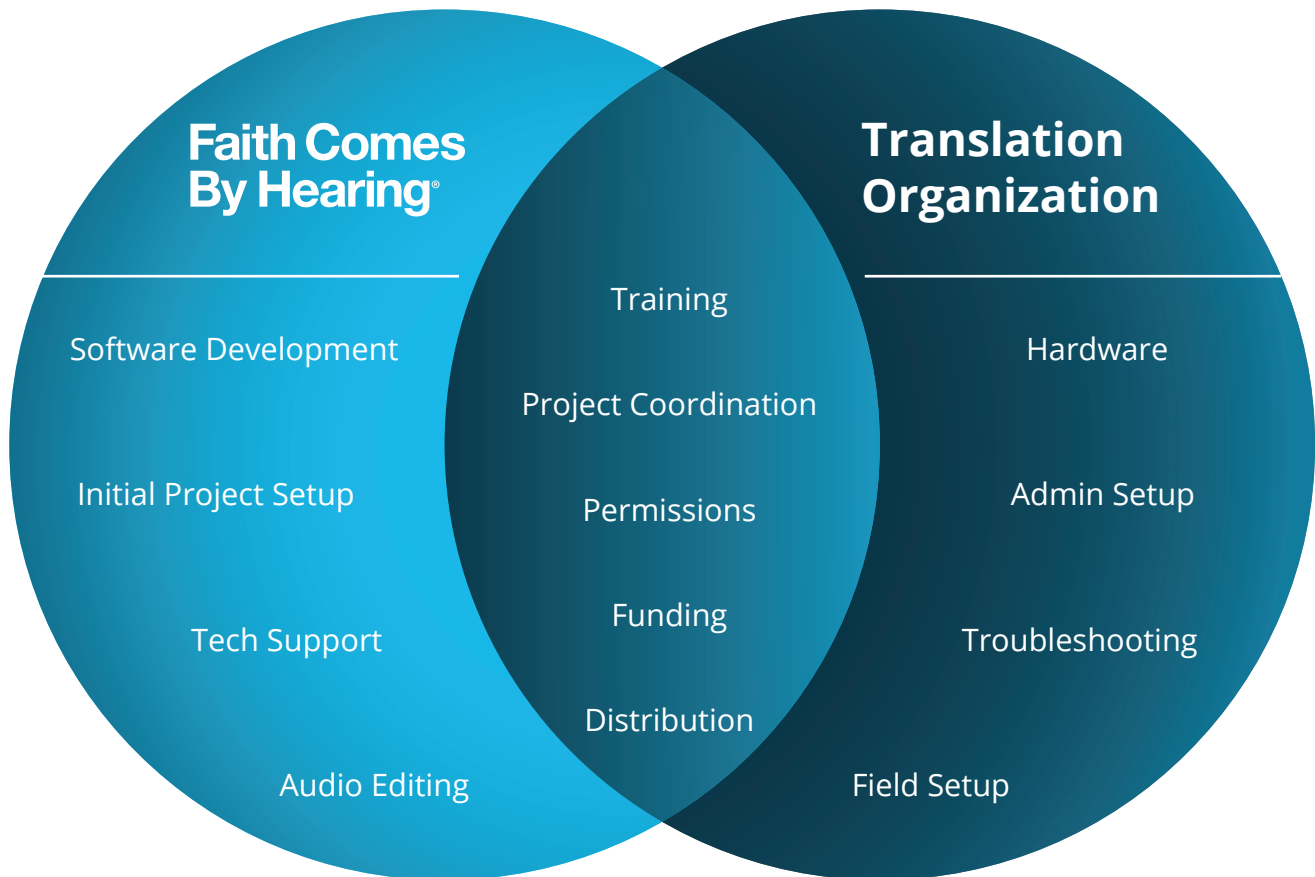 Faith Comes
By Hearing®
Software Development
Initial Project Setup
Tech Support
Audio Editing
Training
Project Coordination
Permissions
Funding
Distribution
Translation
Organization
Hardware
Admin Setup
Troubleshooting
Field Setup